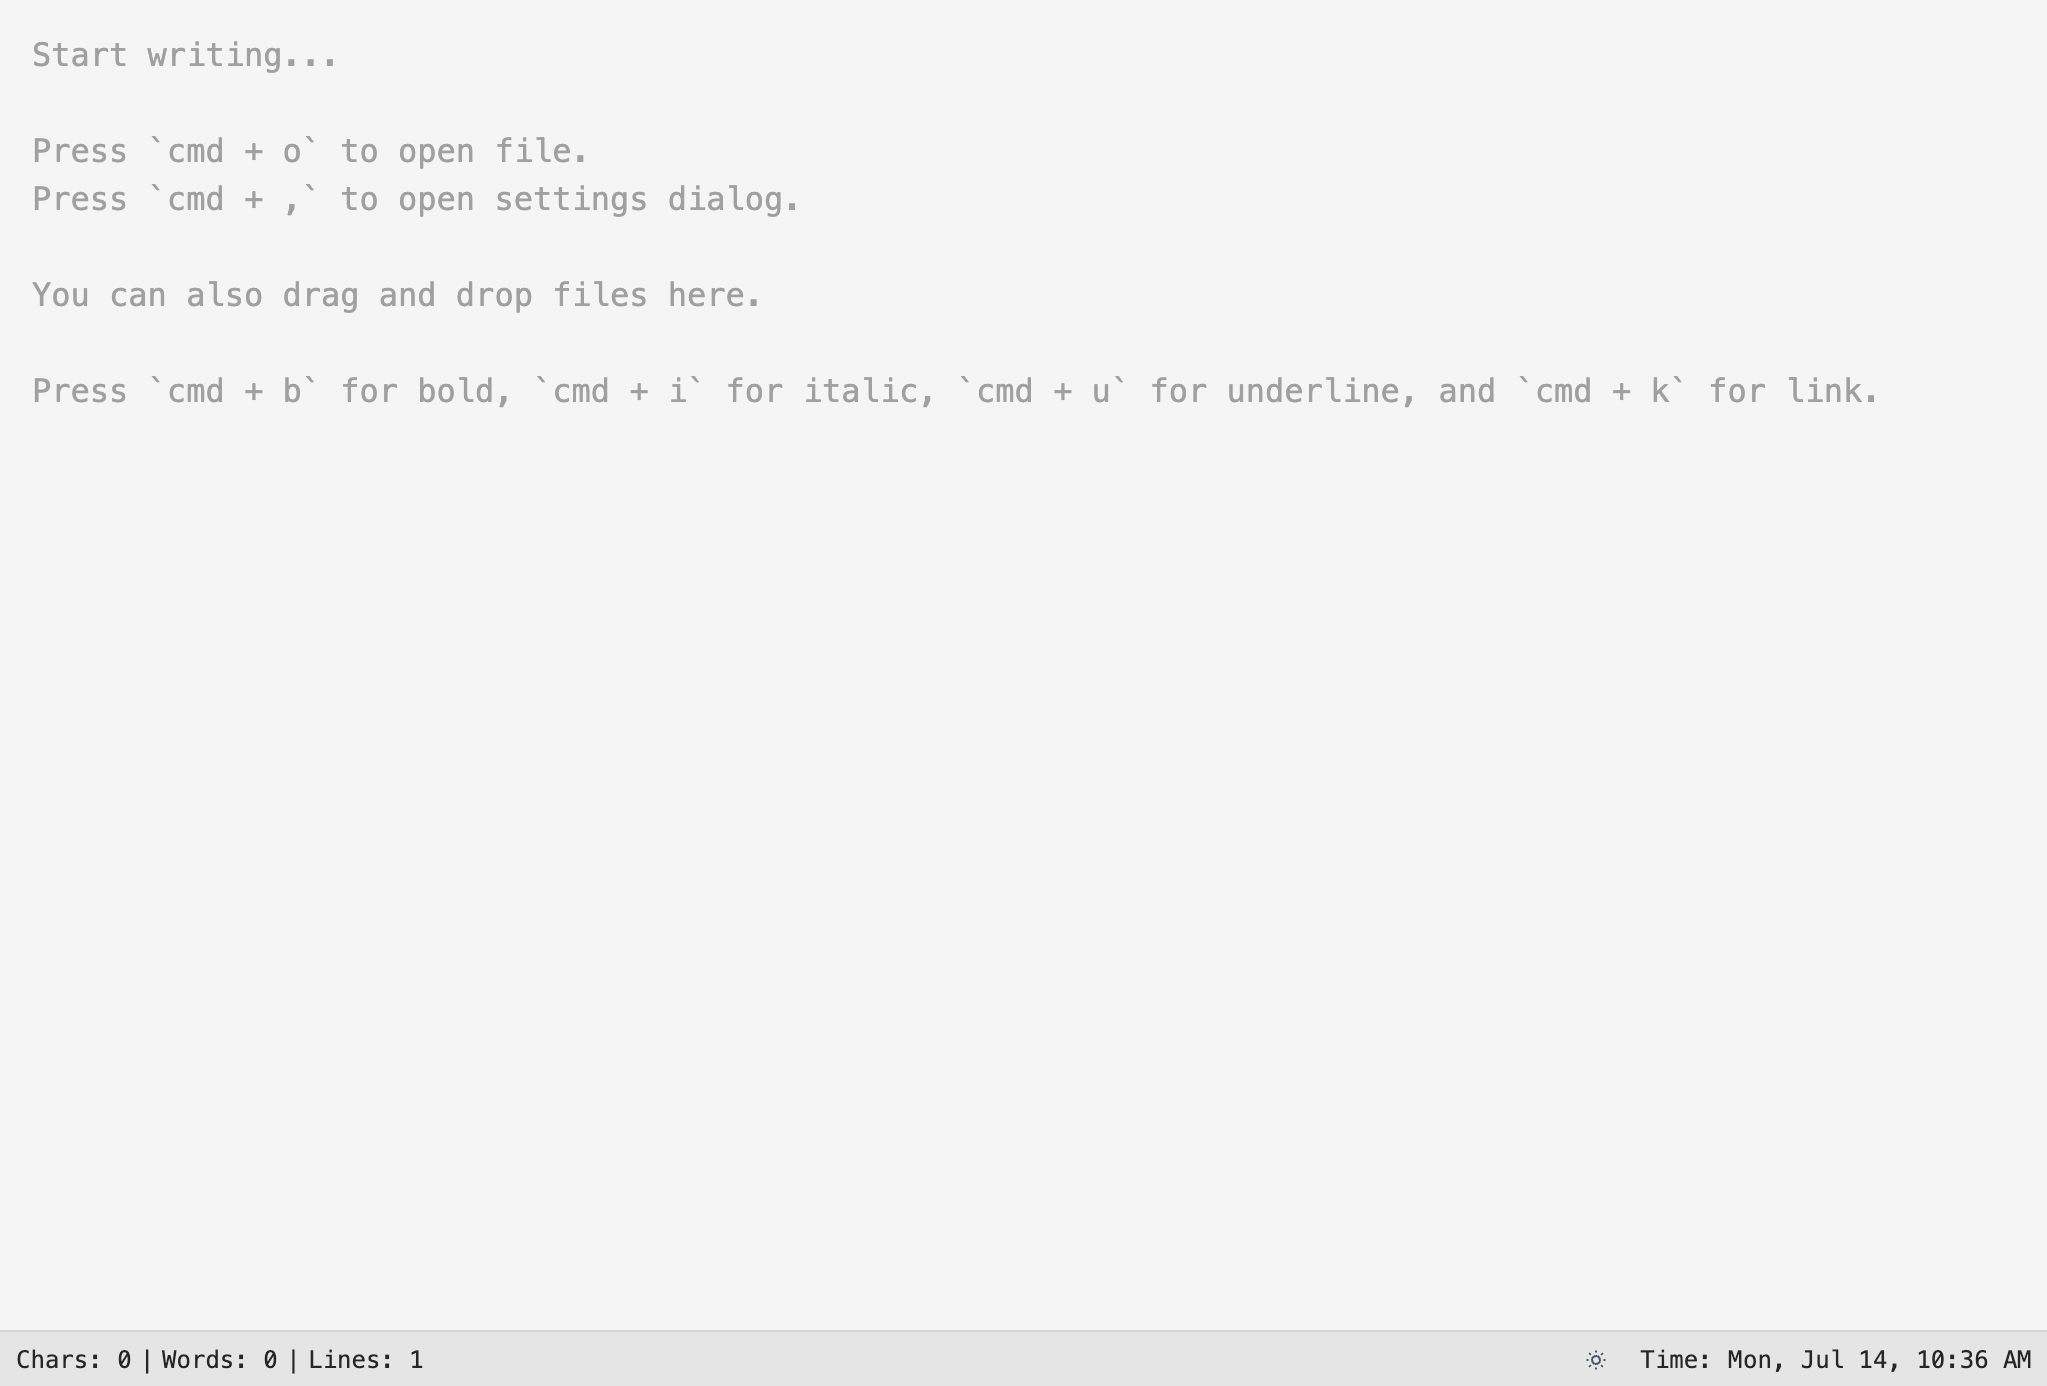 Start writing...
Press `cmd + o` to open file.
Press `cmd + ,` to open settings dialog.
You can also drag and drop files here.
Press `cmd + b` for bold, `cmd + i` for italic, `cmd + u` for underline, and `cmd + k` for link.
Chars: 0 | Words: 0 | Lines: 1 Time: Mon, Jul 14, 10:36 AM